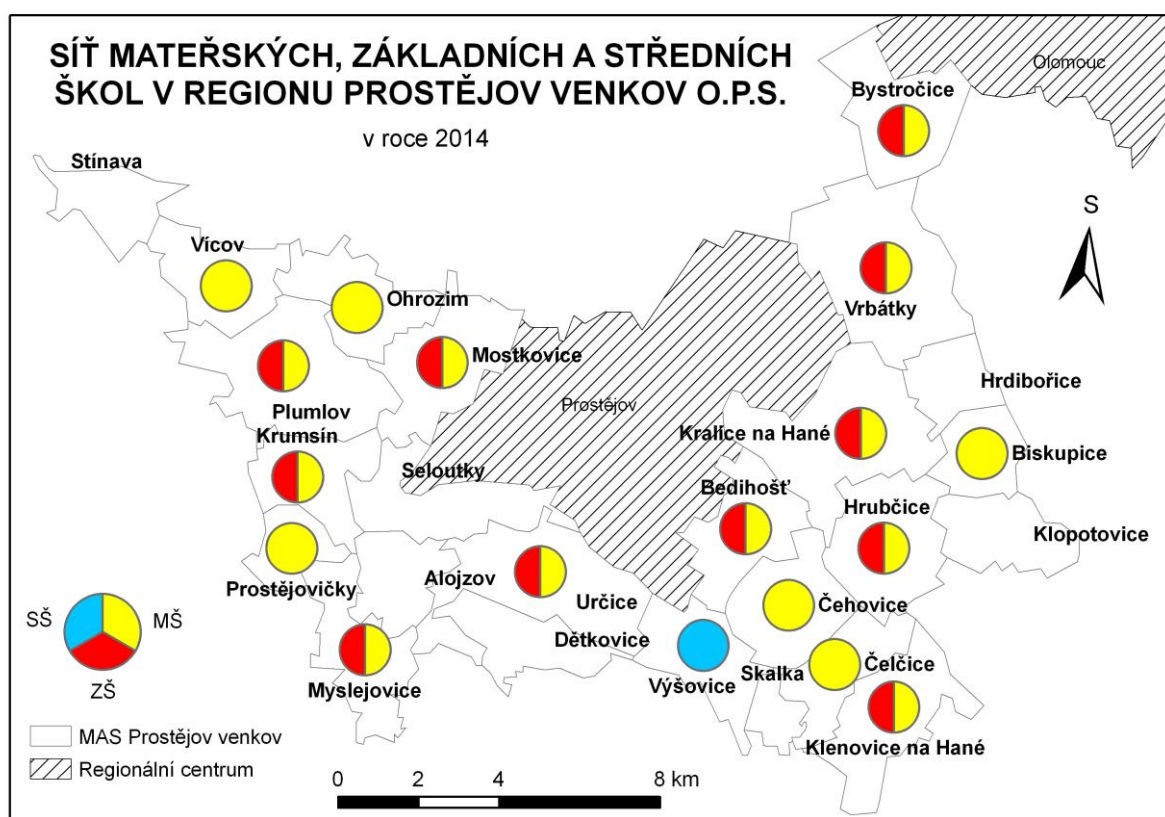 SÍŤ MATEŘSKÝCH, ZÁKLADNÍCH A STŘEDNÍCH
ŠKOL V REGIONU PROSTĚJOV VENKOV O.P.S.
v roce 2014
Olomouc
Bystročice
Stínava
S
Vícov
Ohrozim
Vrbátky
Mostkovice
Hrdibořice
Prostějov
Plumlov
Krumsín
Kralice na Hané
Biskupice
Seloutky
Bedihošť
Hrubčice
Klopotovice
Prostějovičky
Alojzov
Určice
Čehovice
SŠ
MŠ
ZŠ
Dětkovice
Skalka
Čelčice
Myslejovice
Výšovice
Klenovice na Hané
MAS Prostějov venkov
Regionální centrum
0 2 4 8 km